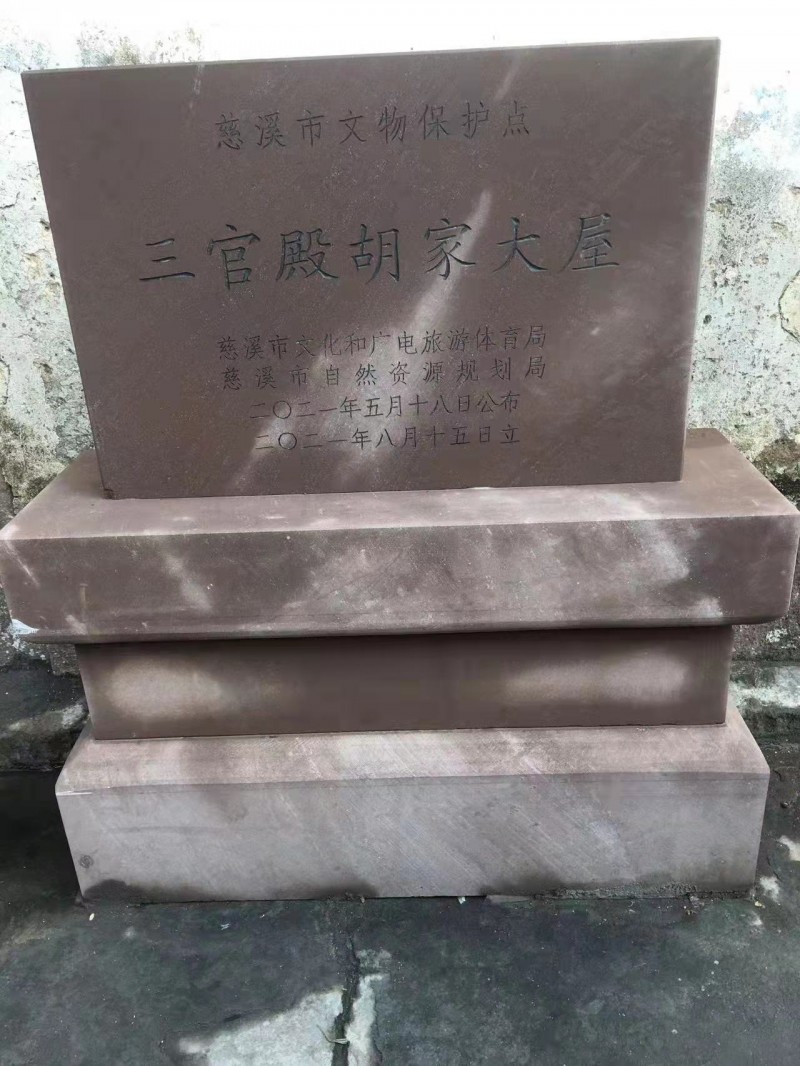 慈溪市文物保护点
三官殿胡家大屋
慈溪市文化和广电旅游体育局
慈溪市自然资源规划局
二〇二一年五月十八日公布
二〇二一年八月十五日立